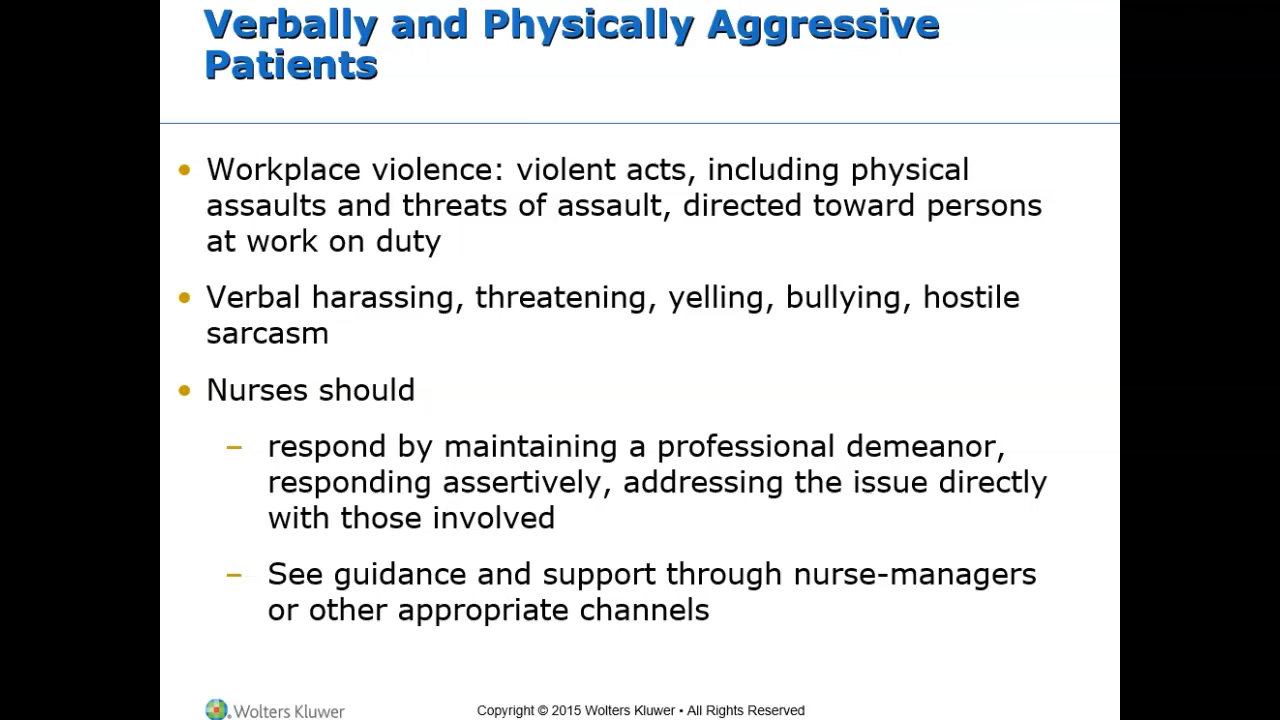 Verbally and Physically Aggressive
Patients
• Workplace violence: violent acts, including physical
assaults and threats of assault, directed toward persons
at work on duty
• Verbal harassing, threatening, yelling, bullying, hostile
sarcasm
• Nurses should
– respond by maintaining a professional demeanor,
responding assertively, addressing the issue directly
with those involved
– See guidance and support through nurse-managers
or other appropriate channels
Wolters Kluwer
Copyright © 2015 Wolters Kluwer • All Rights Reserved